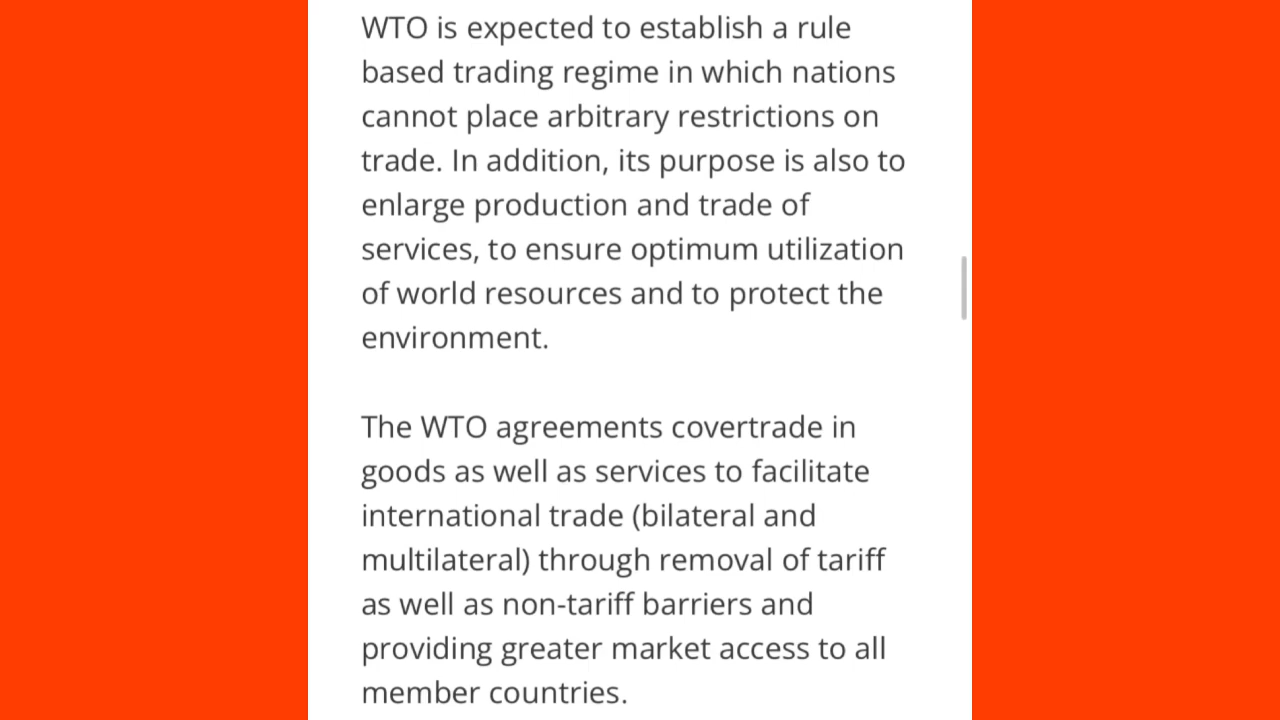 WTO is expected to establish a rule
based trading regime in which nations
cannot place arbitrary restrictions on
trade. In addition, its purpose is also to
enlarge production and trade of
services, to ensure optimum utilization
of world resources and to protect the
environment.
The WTO agreements covertrade in
goods as well as services to facilitate
international trade (bilateral and
multilateral) through removal of tariff
as well as non-tariff barriers and
providing greater market access to all
member countries.